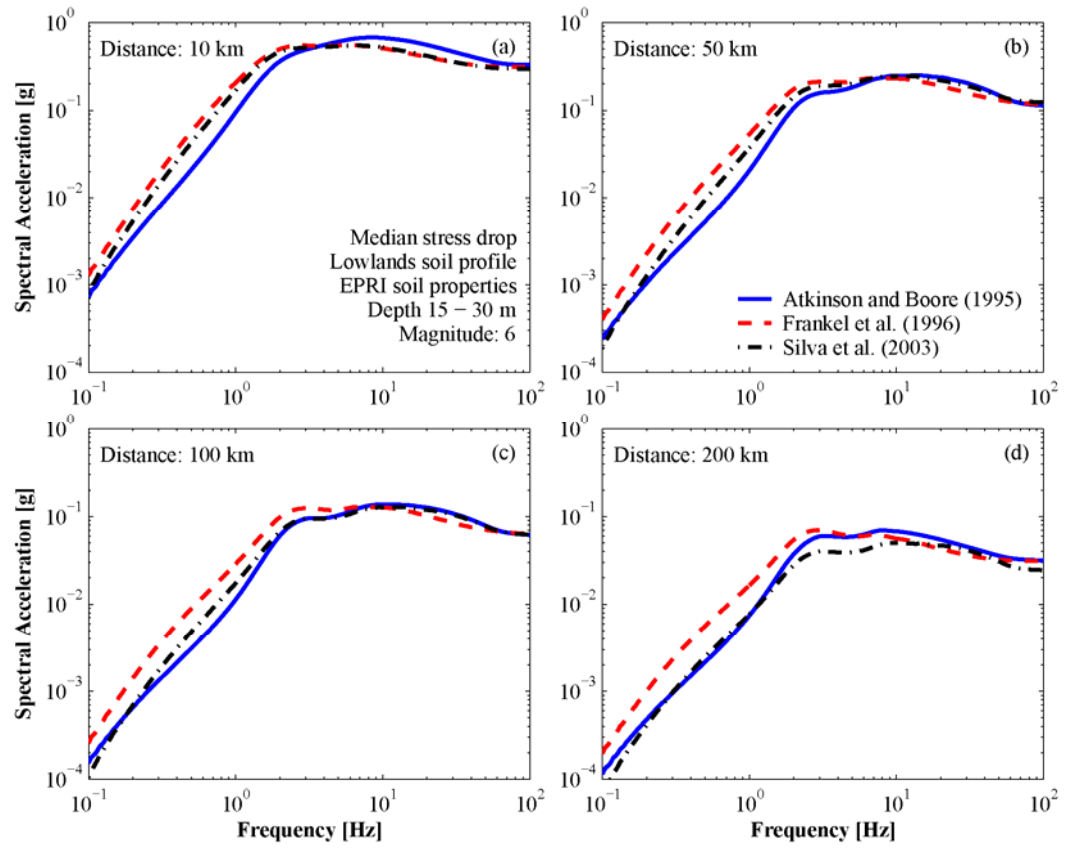 10^0
10^-1
10^-2
10^-3
10^-4
Spectral Acceleration [g]
Distance: 10 km
(a)
Median stress drop
Lowlands soil profile
EPRI soil properties
Depth 15 − 30 m
Magnitude: 6
10^-1
10^0
10^1
10^2
Frequency [Hz]
10^0
10^-1
10^-2
10^-3
10^-4
Distance: 50 km
(b)
Atkinson and Boore (1995)
Frankel et al. (1996)
Silva et al. (2003)
10^-1
10^0
10^1
10^2
Frequency [Hz]
10^0
10^-1
10^-2
10^-3
10^-4
Spectral Acceleration [g]
Distance: 100 km
(c)
10^-1
10^0
10^1
10^2
Frequency [Hz]
10^0
10^-1
10^-2
10^-3
10^-4
Distance: 200 km
(d)
10^-1
10^0
10^1
10^2
Frequency [Hz]